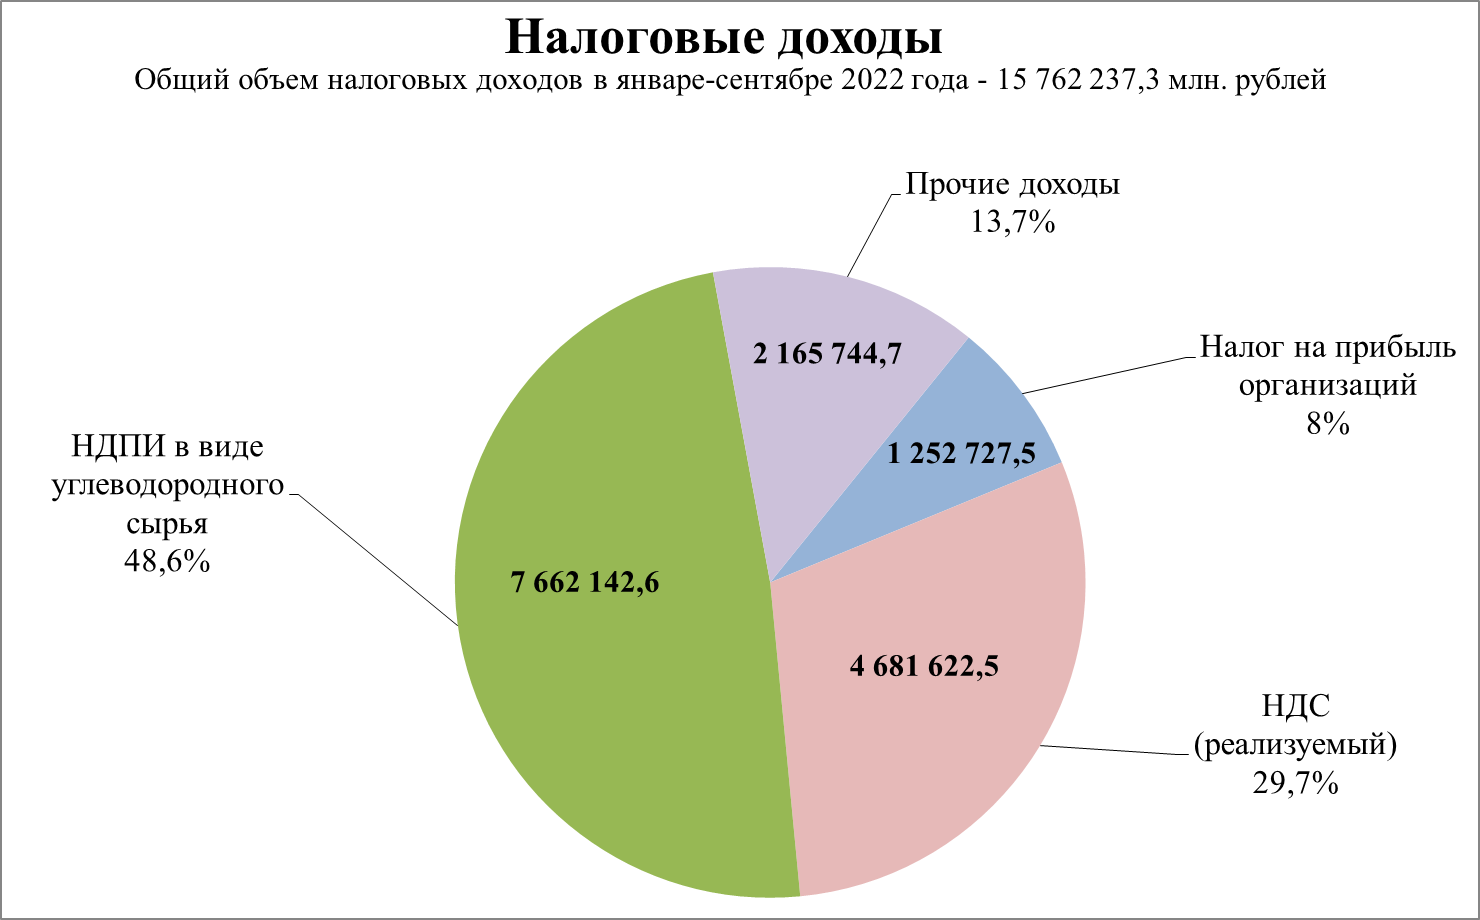 Налоговые доходы
Общий объем налоговых доходов в январе-сентябре 2022 года - 15 762 237,3 млн. рублей
Прочие доходы
13,7%
2 165 744,7
Налог на прибыль
организаций
8%
1 252 727,5
НДПИ в виде
углеводородного
сырья
48,6%
7 662 142,6
4 681 622,5
НДС
(реализуемый)
29,7%